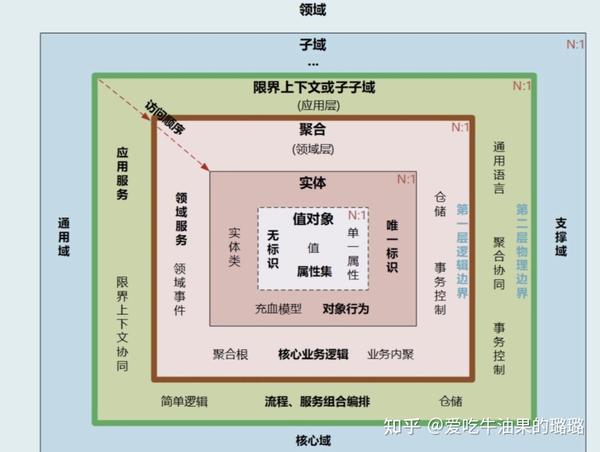 领域
子域
N:1
...
限界上下文或子子域
N:1
(应用层)
访问顺序
聚合
N:1
(领域层)
实体
N:1
值对象
N:1
无标识
值
单一属性
属性集
实体类
唯一标识
充血模型
对象行为
领域服务
领域事件
仓储
事务控制
第一层逻辑边界
聚合根
核心业务逻辑
业务内聚
应用服务
限界上下文协同
通用语言
聚合协同
事务控制
第二层物理边界
简单逻辑
流程、服务组合编排
仓储
通用域
支撑域
核心域
知乎 @爱吃牛油果的璐璐